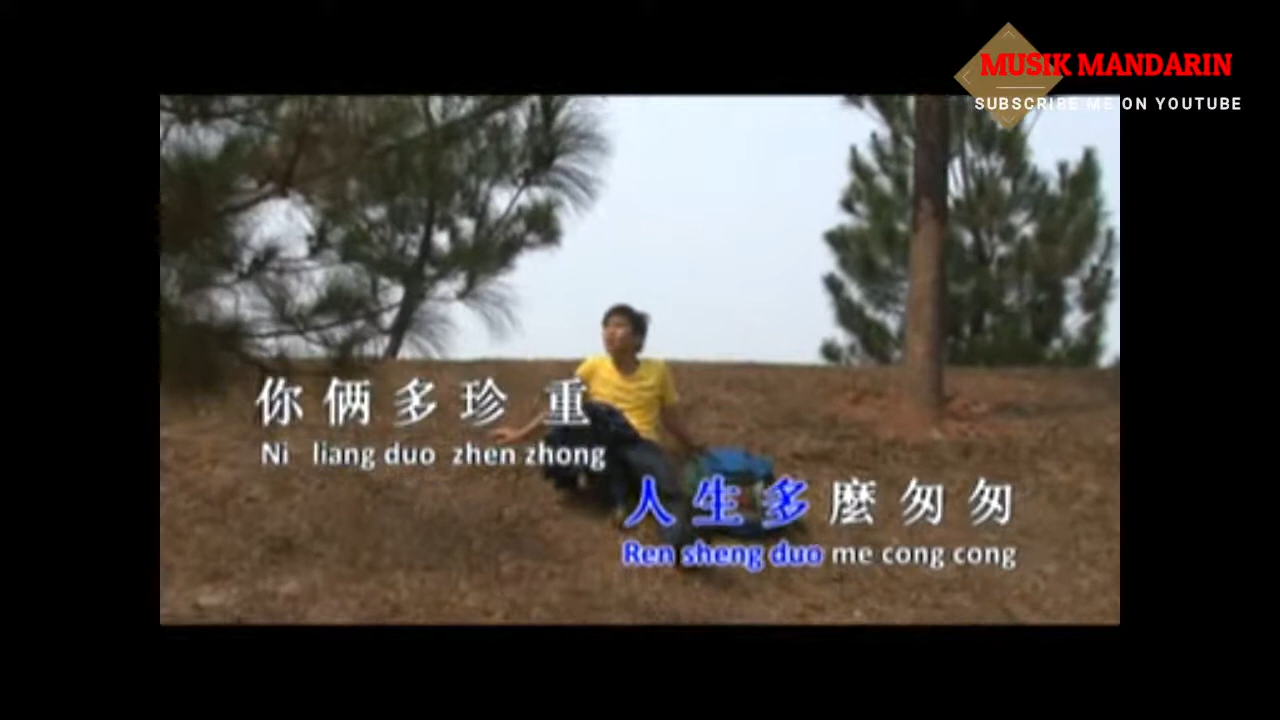 MUSIK MANDARIN
SUBSCRIBE ME ON YOUTUBE
你倆多珍重
Ni liang duo zhen zhong
人生多麼匆匆
Ren sheng duo me cong cong